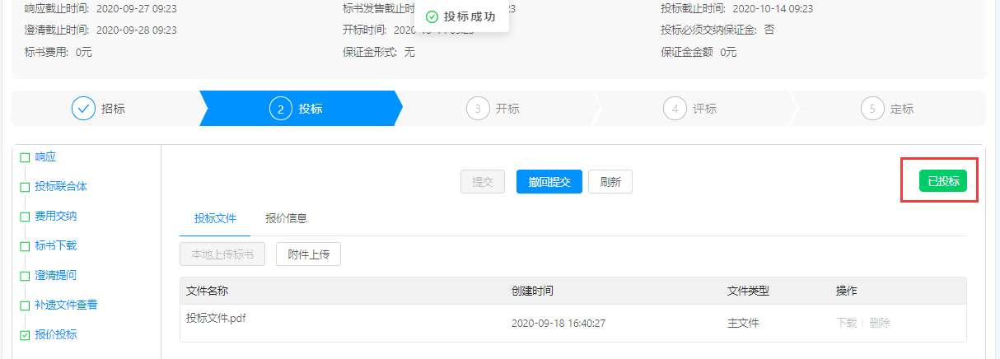 响应截止时间: 2020-09-27 09:23 标书发售截止时 23 投标截止时间: 2020-10-14 09:23
投标成功
澄清截止时间: 2020-09-28 09:23 开标时间: 投标必须交纳保证金: 否
标书费用: 0元 保证金形式: 无 保证金金额 0元
招标 2 投标 3 开标 4 评标 5 定标
响应
投标联合体
费用交纳
标书下载
澄清提问
补遗文件查看
报价投标
提交 撤回提交 刷新 已投标
投标文件 报价信息
本地上传标书 附件上传
文件名称 创建时间 文件类型 操作
投标文件.pdf 2020-09-18 16:40:27 主文件 下载 删除